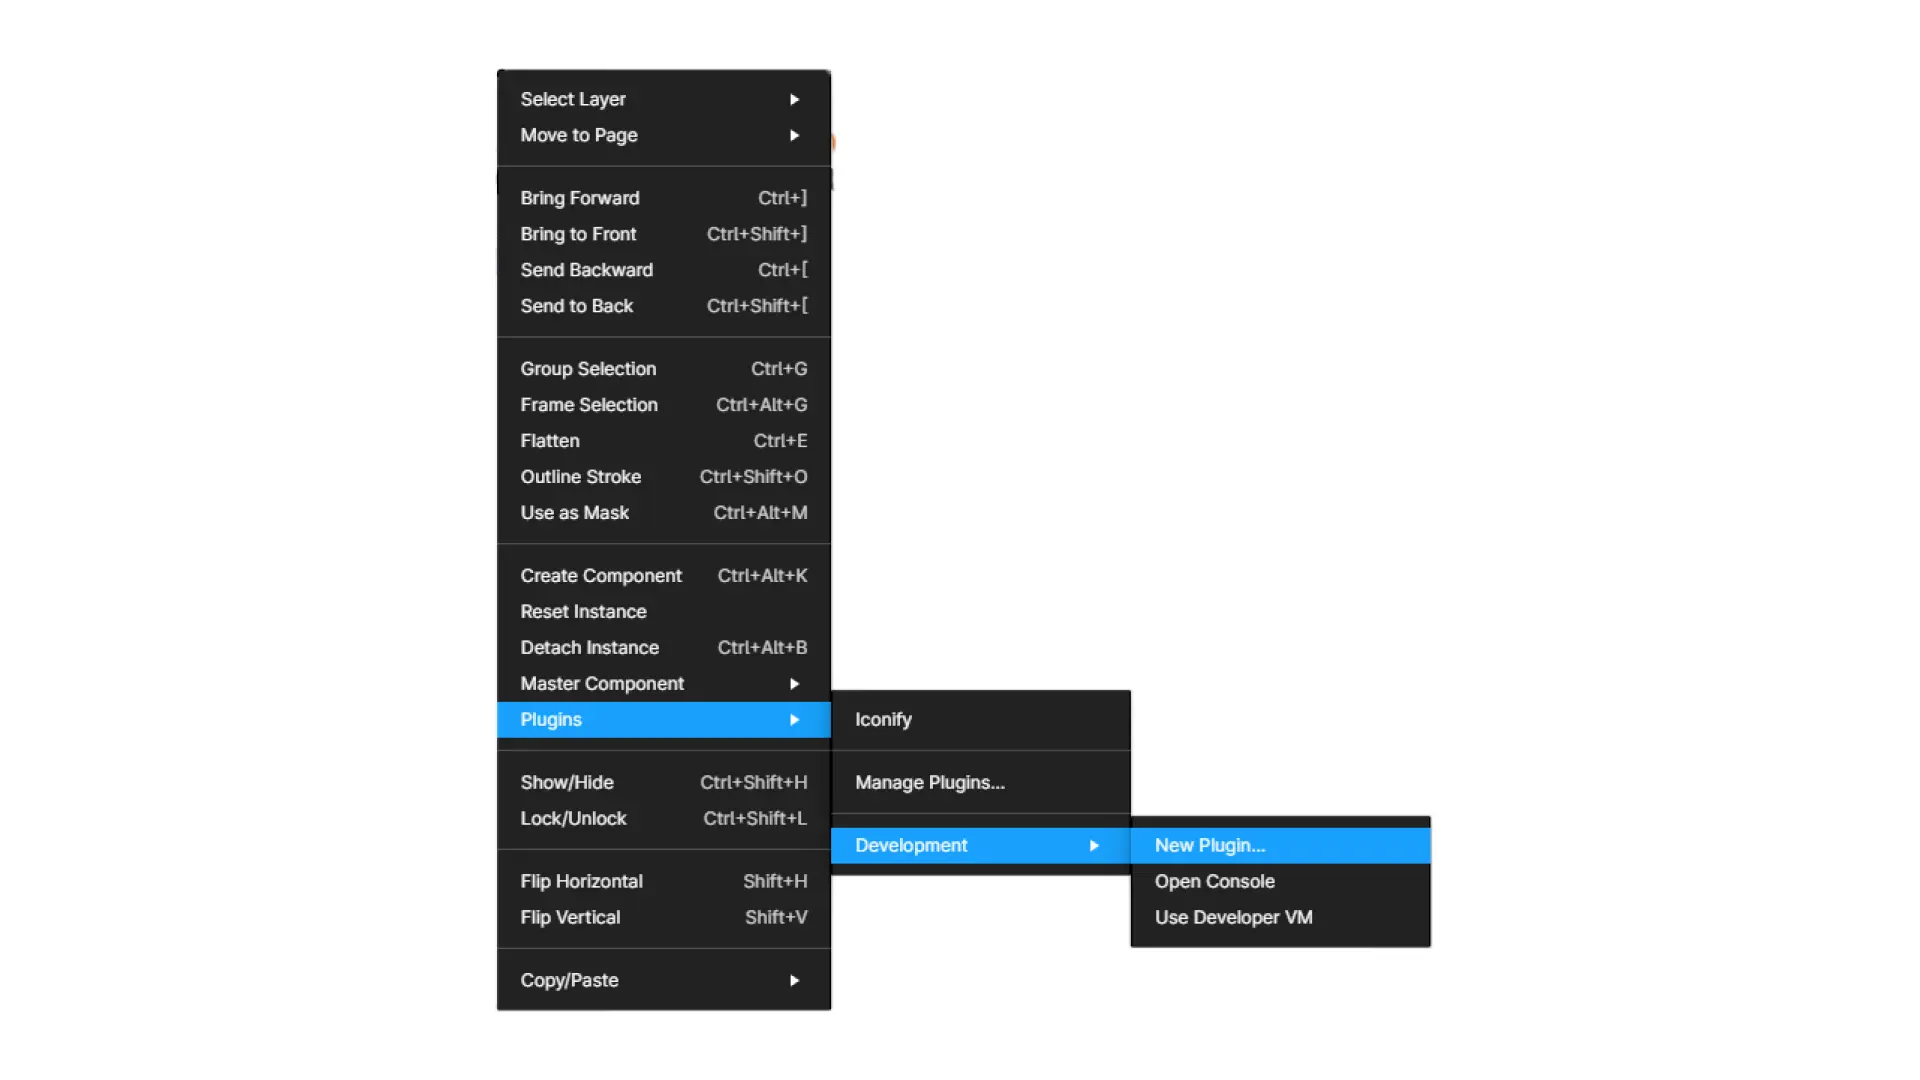 Select Layer
Move to Page
Bring Forward Ctrl+]
Bring to Front Ctrl+Shift+]
Send Backward Ctrl+[
Send to Back Ctrl+Shift+[
Group Selection Ctrl+G
Frame Selection Ctrl+Alt+G
Flatten Ctrl+E
Outline Stroke Ctrl+Shift+O
Use as Mask Ctrl+Alt+M
Create Component Ctrl+Alt+K
Reset Instance
Detach Instance Ctrl+Alt+B
Master Component
Plugins
Show/Hide Ctrl+Shift+H
Lock/Unlock Ctrl+Shift+L
Flip Horizontal Shift+H
Flip Vertical Shift+V
Copy/Paste
Iconify
Manage Plugins...
Development
New Plugin...
Open Console
Use Developer VM